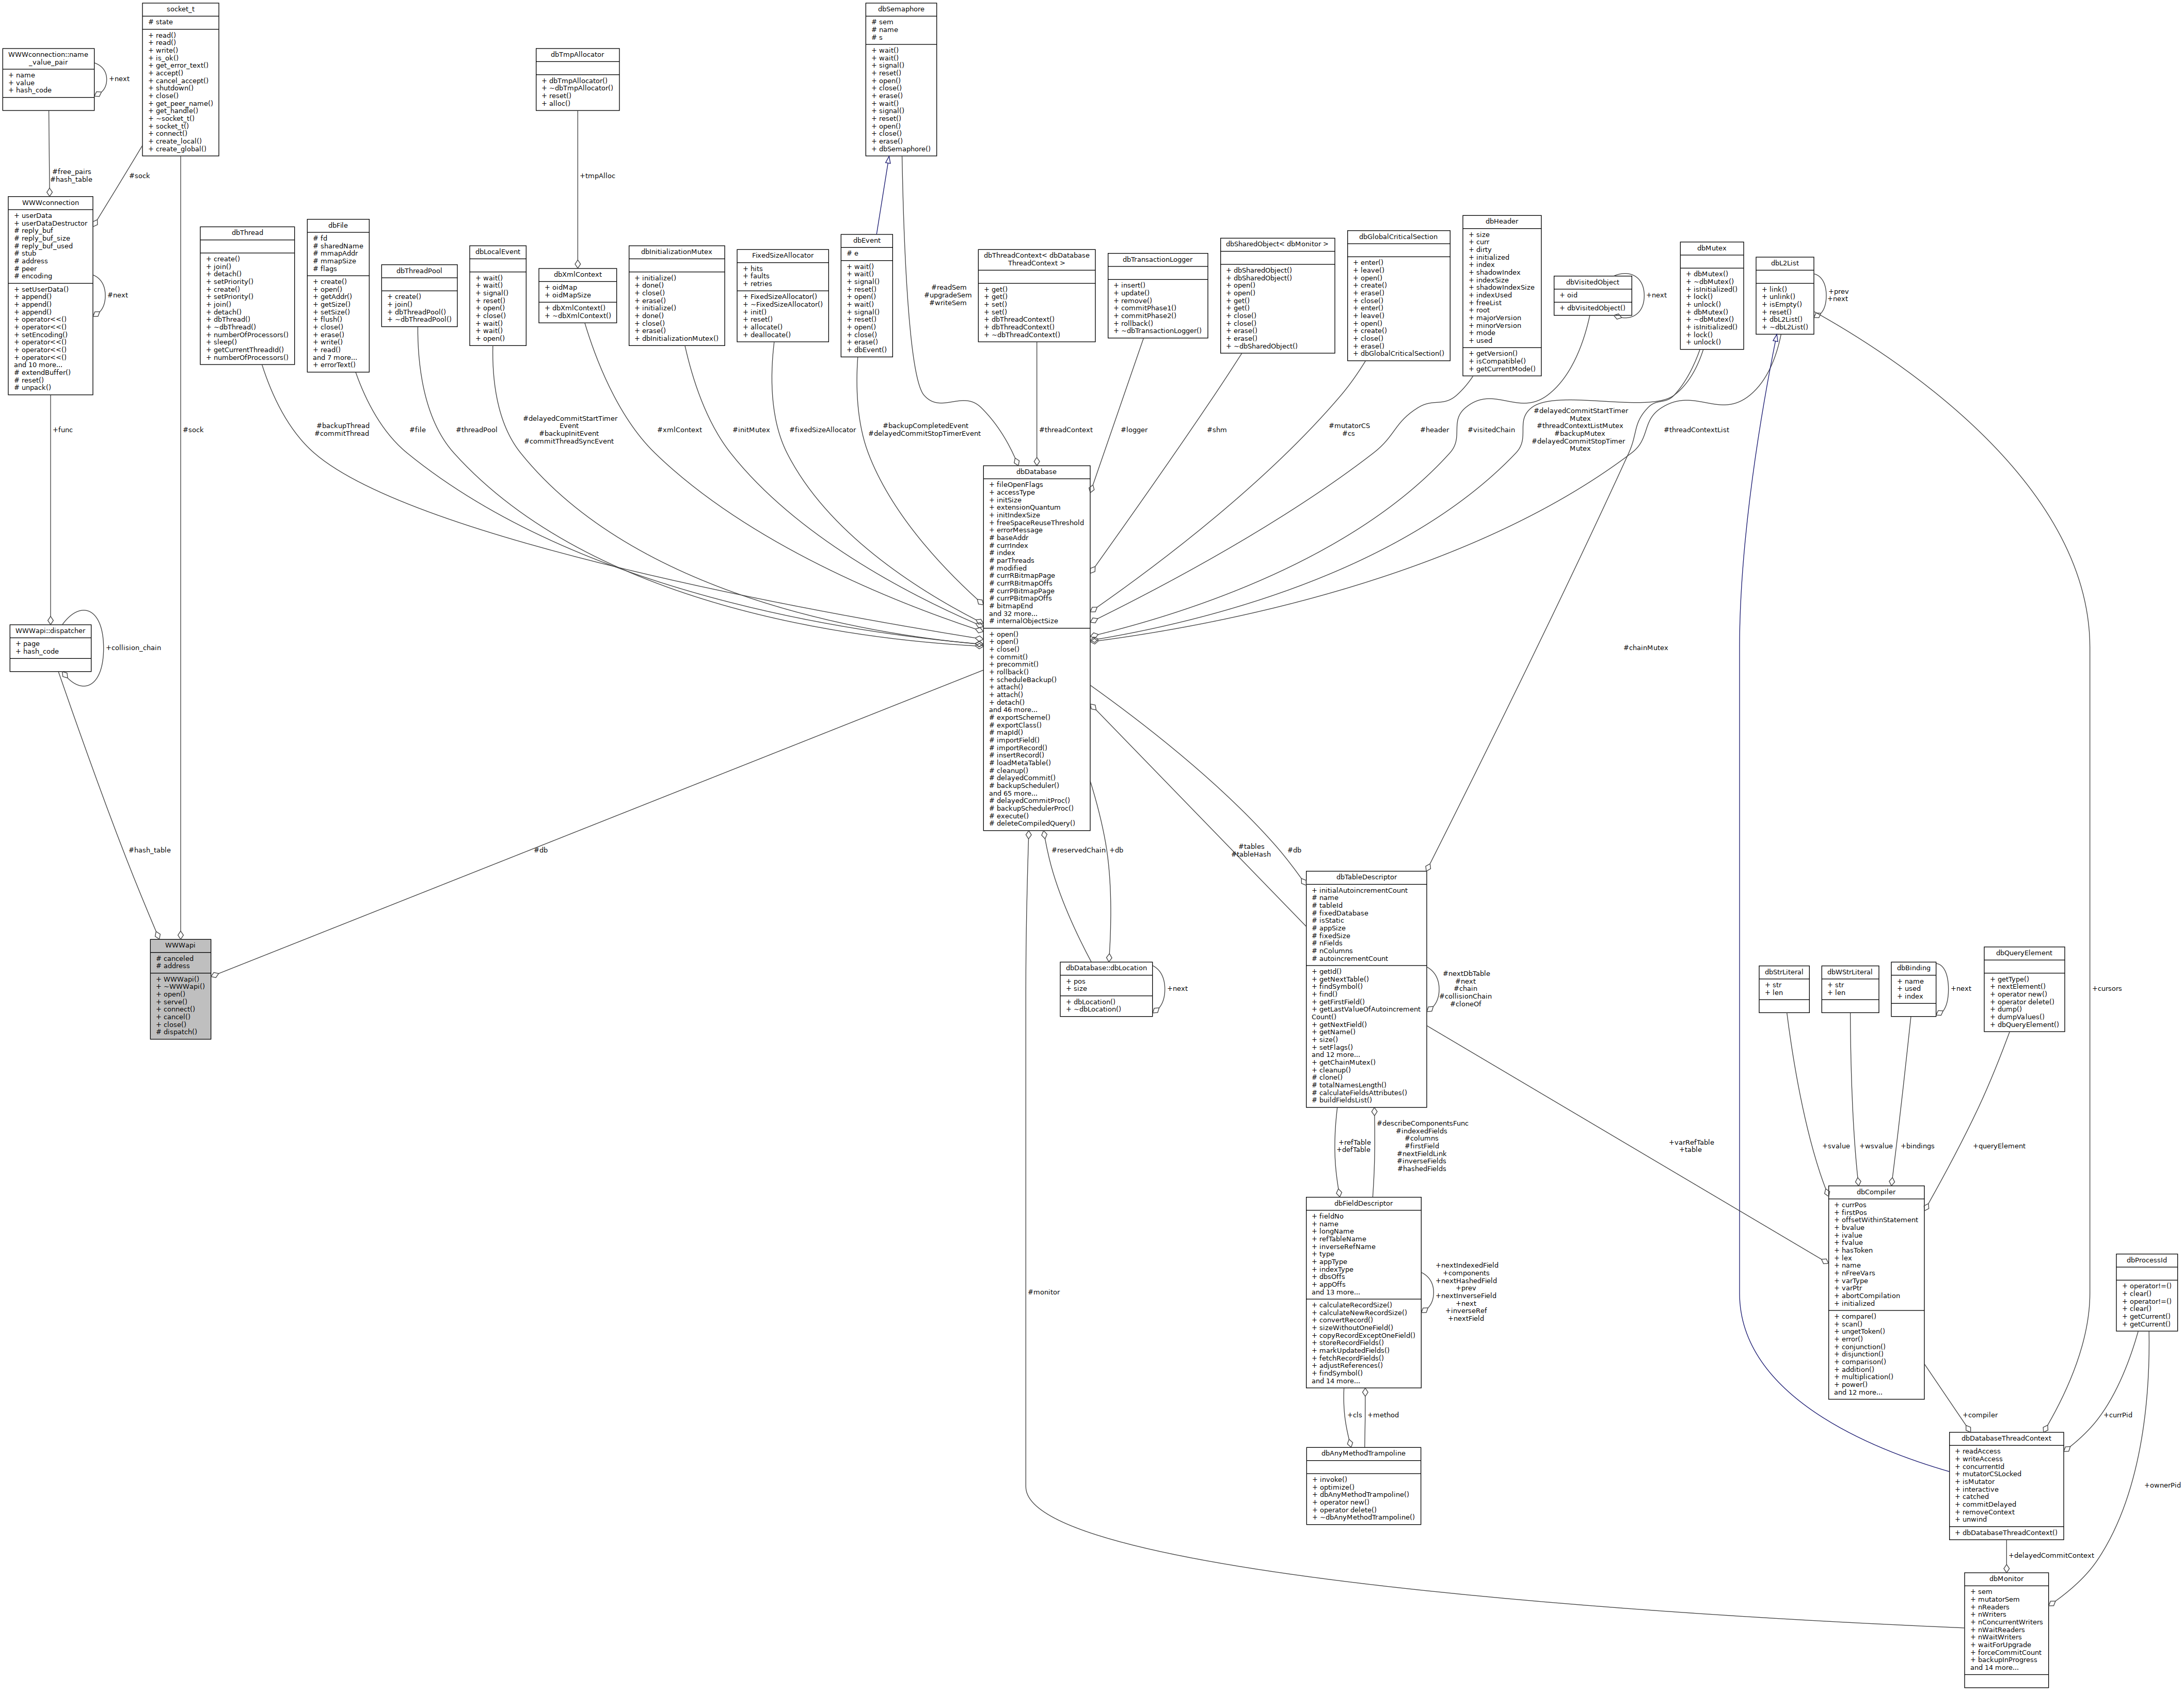 socket_t
# state
+ read()
+ read()
+ write()
+ is_ok()
+ get_error_text()
+ accept()
+ cancel_accept()
+ shutdown()
+ close()
+ get_peer_name()
+ get_handle()
+ ~socket_t()
+ socket_t()
+ connect()
+ create_local()
+ create_global()
dbSemaphore
# sem
# name
# s
+ wait()
+ wait()
+ signal()
+ reset()
+ open()
+ close()
+ erase()
+ wait()
+ signal()
+ reset()
+ open()
+ close()
+ erase()
+ dbSemaphore()
WWWconnection::name
_value_pair
+ name
+ value
+ hash_code
+next
dbTmpAllocator
+ dbTmpAllocator()
+ ~dbTmpAllocator()
+ reset()
+ alloc()
#free_pairs
#hash_table
#sock
+tmpAlloc
WWWconnection
+ userData
+ userDataDestructor
# reply_buf
# reply_buf_size
# reply_buf_used
# stub
# address
# peer
# encoding
+ setUserData()
+ append()
+ append()
+ append()
+ operator<<()
+ operator<<()
+ setEncoding()
+ operator<<()
+ operator<<()
+ operator<<()
and 10 more...
# extendBuffer()
# reset()
# unpack()
#next
dbThread
+ create()
+ join()
+ detach()
+ setPriority()
+ create()
+ setPriority()
+ join()
+ detach()
+ dbThread()
+ ~dbThread()
+ numberOfProcessors()
+ sleep()
+ getCurrentThreadId()
+ numberOfProcessors()
dbFile
# fd
# sharedName
# mmapAddr
# mmapSize
# flags
+ create()
+ open()
+ getAddr()
+ getSize()
+ setSize()
+ flush()
+ close()
+ erase()
+ write()
+ read()
and 7 more...
+ errorText()
dbThreadPool
+ create()
+ join()
+ dbThreadPool()
+ ~dbThreadPool()
dbLocalEvent
+ wait()
+ wait()
+ signal()
+ reset()
+ open()
+ close()
+ wait()
+ wait()
+ open()
dbXmlContext
+ oidMap
+ oidMapSize
+ dbXmlContext()
+ ~dbXmlContext()
dbInitializationMutex
+ initialize()
+ done()
+ close()
+ erase()
+ initialize()
+ done()
+ close()
+ erase()
+ dbInitializationMutex()
FixedSizeAllocator
+ hits
+ faults
+ retries
+ FixedSizeAllocator()
+ ~FixedSizeAllocator()
+ init()
+ reset()
+ allocate()
+ deallocate()
dbEvent
# e
+ wait()
+ wait()
+ signal()
+ reset()
+ open()
+ wait()
+ signal()
+ reset()
+ open()
+ close()
+ erase()
+ dbEvent()
#readSem
#upgradeSem
#writeSem
dbThreadContext< dbDatabase
ThreadContext >
+ get()
+ get()
+ set()
+ set()
+ dbThreadContext()
+ dbThreadContext()
+ ~dbThreadContext()
dbTransactionLogger
+ insert()
+ update()
+ remove()
+ commitPhase1()
+ commitPhase2()
+ rollback()
+ ~dbTransactionLogger()
dbSharedObject< dbMonitor >
+ dbSharedObject()
+ dbSharedObject()
+ open()
+ open()
+ get()
+ get()
+ close()
+ close()
+ erase()
+ erase()
+ ~dbSharedObject()
dbGlobalCriticalSection
+ enter()
+ leave()
+ open()
+ create()
+ erase()
+ close()
+ enter()
+ leave()
+ open()
+ create()
+ close()
+ erase()
+ dbGlobalCriticalSection()
dbHeader
+ size
+ curr
+ dirty
+ initialized
+ index
+ shadowIndex
+ indexSize
+ shadowIndexSize
+ indexUsed
+ freeList
+ root
+ majorVersion
+ minorVersion
+ mode
+ used
+ getVersion()
+ isCompatible()
+ getCurrentMode()
dbVisitedObject
+ oid
+ dbVisitedObject()
+next
dbMutex
+ dbMutex()
+ ~dbMutex()
+ isInitialized()
+ lock()
+ unlock()
+ dbMutex()
+ ~dbMutex()
+ isInitialized()
+ lock()
+ unlock()
dbL2List
+ link()
+ unlink()
+ isEmpty()
+ reset()
+ dbL2List()
+ ~dbL2List()
+prev
+next
+func
#sock
#backupThread
#commitThread
#file
#threadPool
#delayedCommitStartTimer
Event
#backupInitEvent
#commitThreadSyncEvent
#xmlContext
#initMutex
#fixedSizeAllocator
#backupCompletedEvent
#delayedCommitStopTimerEvent
#threadContext
#logger
#shm
#mutatorCS
#cs
#header
#visitedChain
#delayedCommitStartTimer
Mutex
#threadContextListMutex
#backupMutex
#delayedCommitStopTimer
Mutex
#threadContextList
dbDatabase
+ fileOpenFlags
+ accessType
+ initSize
+ extensionQuantum
+ initIndexSize
+ freeSpaceReuseThreshold
+ errorMessage
# baseAddr
# currIndex
# index
# parThreads
# modified
# currRBitmapPage
# currRBitmapOffs
# currPBitmapPage
# currPBitmapOffs
# bitmapEnd
and 32 more...
# internalObjectSize
+ open()
+ open()
+ close()
+ commit()
+ precommit()
+ rollback()
+ scheduleBackup()
+ attach()
+ attach()
+ detach()
and 46 more...
# exportScheme()
# exportClass()
# mapId()
# importField()
# importRecord()
# insertRecord()
# loadMetaTable()
# cleanup()
# delayedCommit()
# backupScheduler()
and 65 more...
# delayedCommitProc()
# backupSchedulerProc()
# execute()
# deleteCompiledQuery()
WWWapi::dispatcher
+ page
+ hash_code
+collision_chain
#chainMutex
#hash_table
#db
#reservedChain
+db
#tables
#tableHash
#db
WWWapi
# canceled
# address
+ WWWapi()
+ ~WWWapi()
+ open()
+ serve()
+ connect()
+ cancel()
+ close()
# dispatch()
dbDatabase::dbLocation
+ pos
+ size
+ dbLocation()
+ ~dbLocation()
+next
dbTableDescriptor
+ initialAutoincrementCount
# name
# tableId
# fixedDatabase
# isStatic
# appSize
# fixedSize
# nFields
# nColumns
# autoincrementCount
+ getId()
+ getNextTable()
+ findSymbol()
+ find()
+ getFirstField()
+ getLastValueOfAutoincrement
Count()
+ getNextField()
+ getName()
+ size()
+ setFlags()
and 12 more...
+ getChainMutex()
+ cleanup()
# clone()
# totalNamesLength()
# calculateFieldsAttributes()
# buildFieldsList()
#nextDbTable
#next
#chain
#collisionChain
#cloneOf
dbStrLiteral
+ str
+ len
dbWStrLiteral
+ str
+ len
dbBinding
+ name
+ used
+ index
+next
dbQueryElement
+ getType()
+ nextElement()
+ operator new()
+ operator delete()
+ dump()
+ dumpValues()
+ dbQueryElement()
+cursors
+refTable
+defTable
#describeComponentsFunc
#indexedFields
#columns
#firstField
#nextFieldLink
#inverseFields
#hashedFields
+varRefTable
+table
+svalue
+wsvalue
+bindings
+queryElement
dbFieldDescriptor
+ fieldNo
+ name
+ longName
+ refTableName
+ inverseRefName
+ type
+ appType
+ indexType
+ dbsOffs
+ appOffs
and 13 more...
+ calculateRecordSize()
+ calculateNewRecordSize()
+ convertRecord()
+ sizeWithoutOneField()
+ copyRecordExceptOneField()
+ storeRecordFields()
+ markUpdatedFields()
+ fetchRecordFields()
+ adjustReferences()
+ findSymbol()
and 14 more...
+nextIndexedField
+components
+nextHashedField
+prev
+nextInverseField
+next
+inverseRef
+nextField
dbCompiler
+ currPos
+ firstPos
+ offsetWithinStatement
+ bvalue
+ ivalue
+ fvalue
+ hasToken
+ lex
+ name
+ nFreeVars
+ varType
+ varPtr
+ abortCompilation
+ initialized
+ compare()
+ scan()
+ ungetToken()
+ error()
+ conjunction()
+ disjunction()
+ comparison()
+ addition()
+ multiplication()
+ power()
and 12 more...
dbProcessId
+ operator!=()
+ clear()
+ operator!=()
+ clear()
+ getCurrent()
+ getCurrent()
#monitor
+cls
+method
+compiler
+currPid
dbAnyMethodTrampoline
+ invoke()
+ optimize()
+ dbAnyMethodTrampoline()
+ operator new()
+ operator delete()
+ ~dbAnyMethodTrampoline()
dbDatabaseThreadContext
+ readAccess
+ writeAccess
+ concurrentId
+ mutatorCSLocked
+ isMutator
+ interactive
+ catched
+ commitDelayed
+ removeContext
+ unwind
+ dbDatabaseThreadContext()
+ownerPid
+delayedCommitContext
dbMonitor
+ sem
+ mutatorSem
+ nReaders
+ nWriters
+ nConcurrentWriters
+ nWaitReaders
+ nWaitWriters
+ waitForUpgrade
+ forceCommitCount
+ backupInProgress
and 14 more...